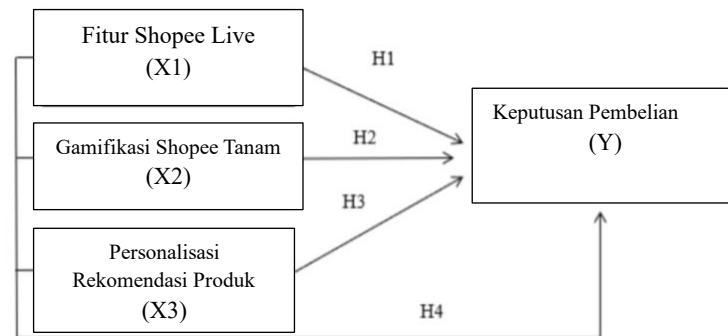 Fitur Shopee Live
(X1)
H1
Keputusan Pembelian
(Y)
Gamifikasi Shopee Tanam
(X2)
H2
H3
Personalisasi
Rekomendasi Produk
(X3)
H4